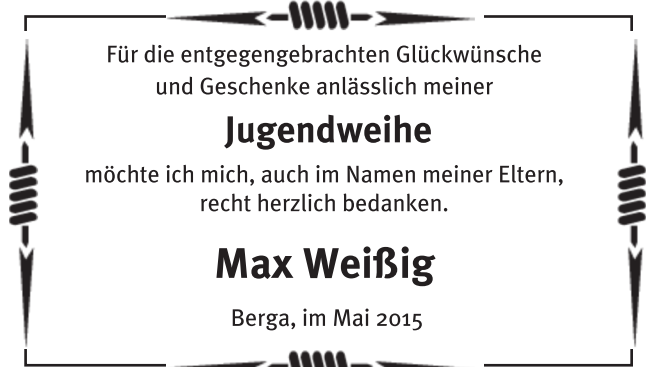 Für die entgegengebrachten Glückwünsche
und Geschenke anlässlich meiner
Jugendweihe
möchte ich mich, auch im Namen meiner Eltern,
recht herzlich bedanken.
Max Weißig
Berga, im Mai 2015